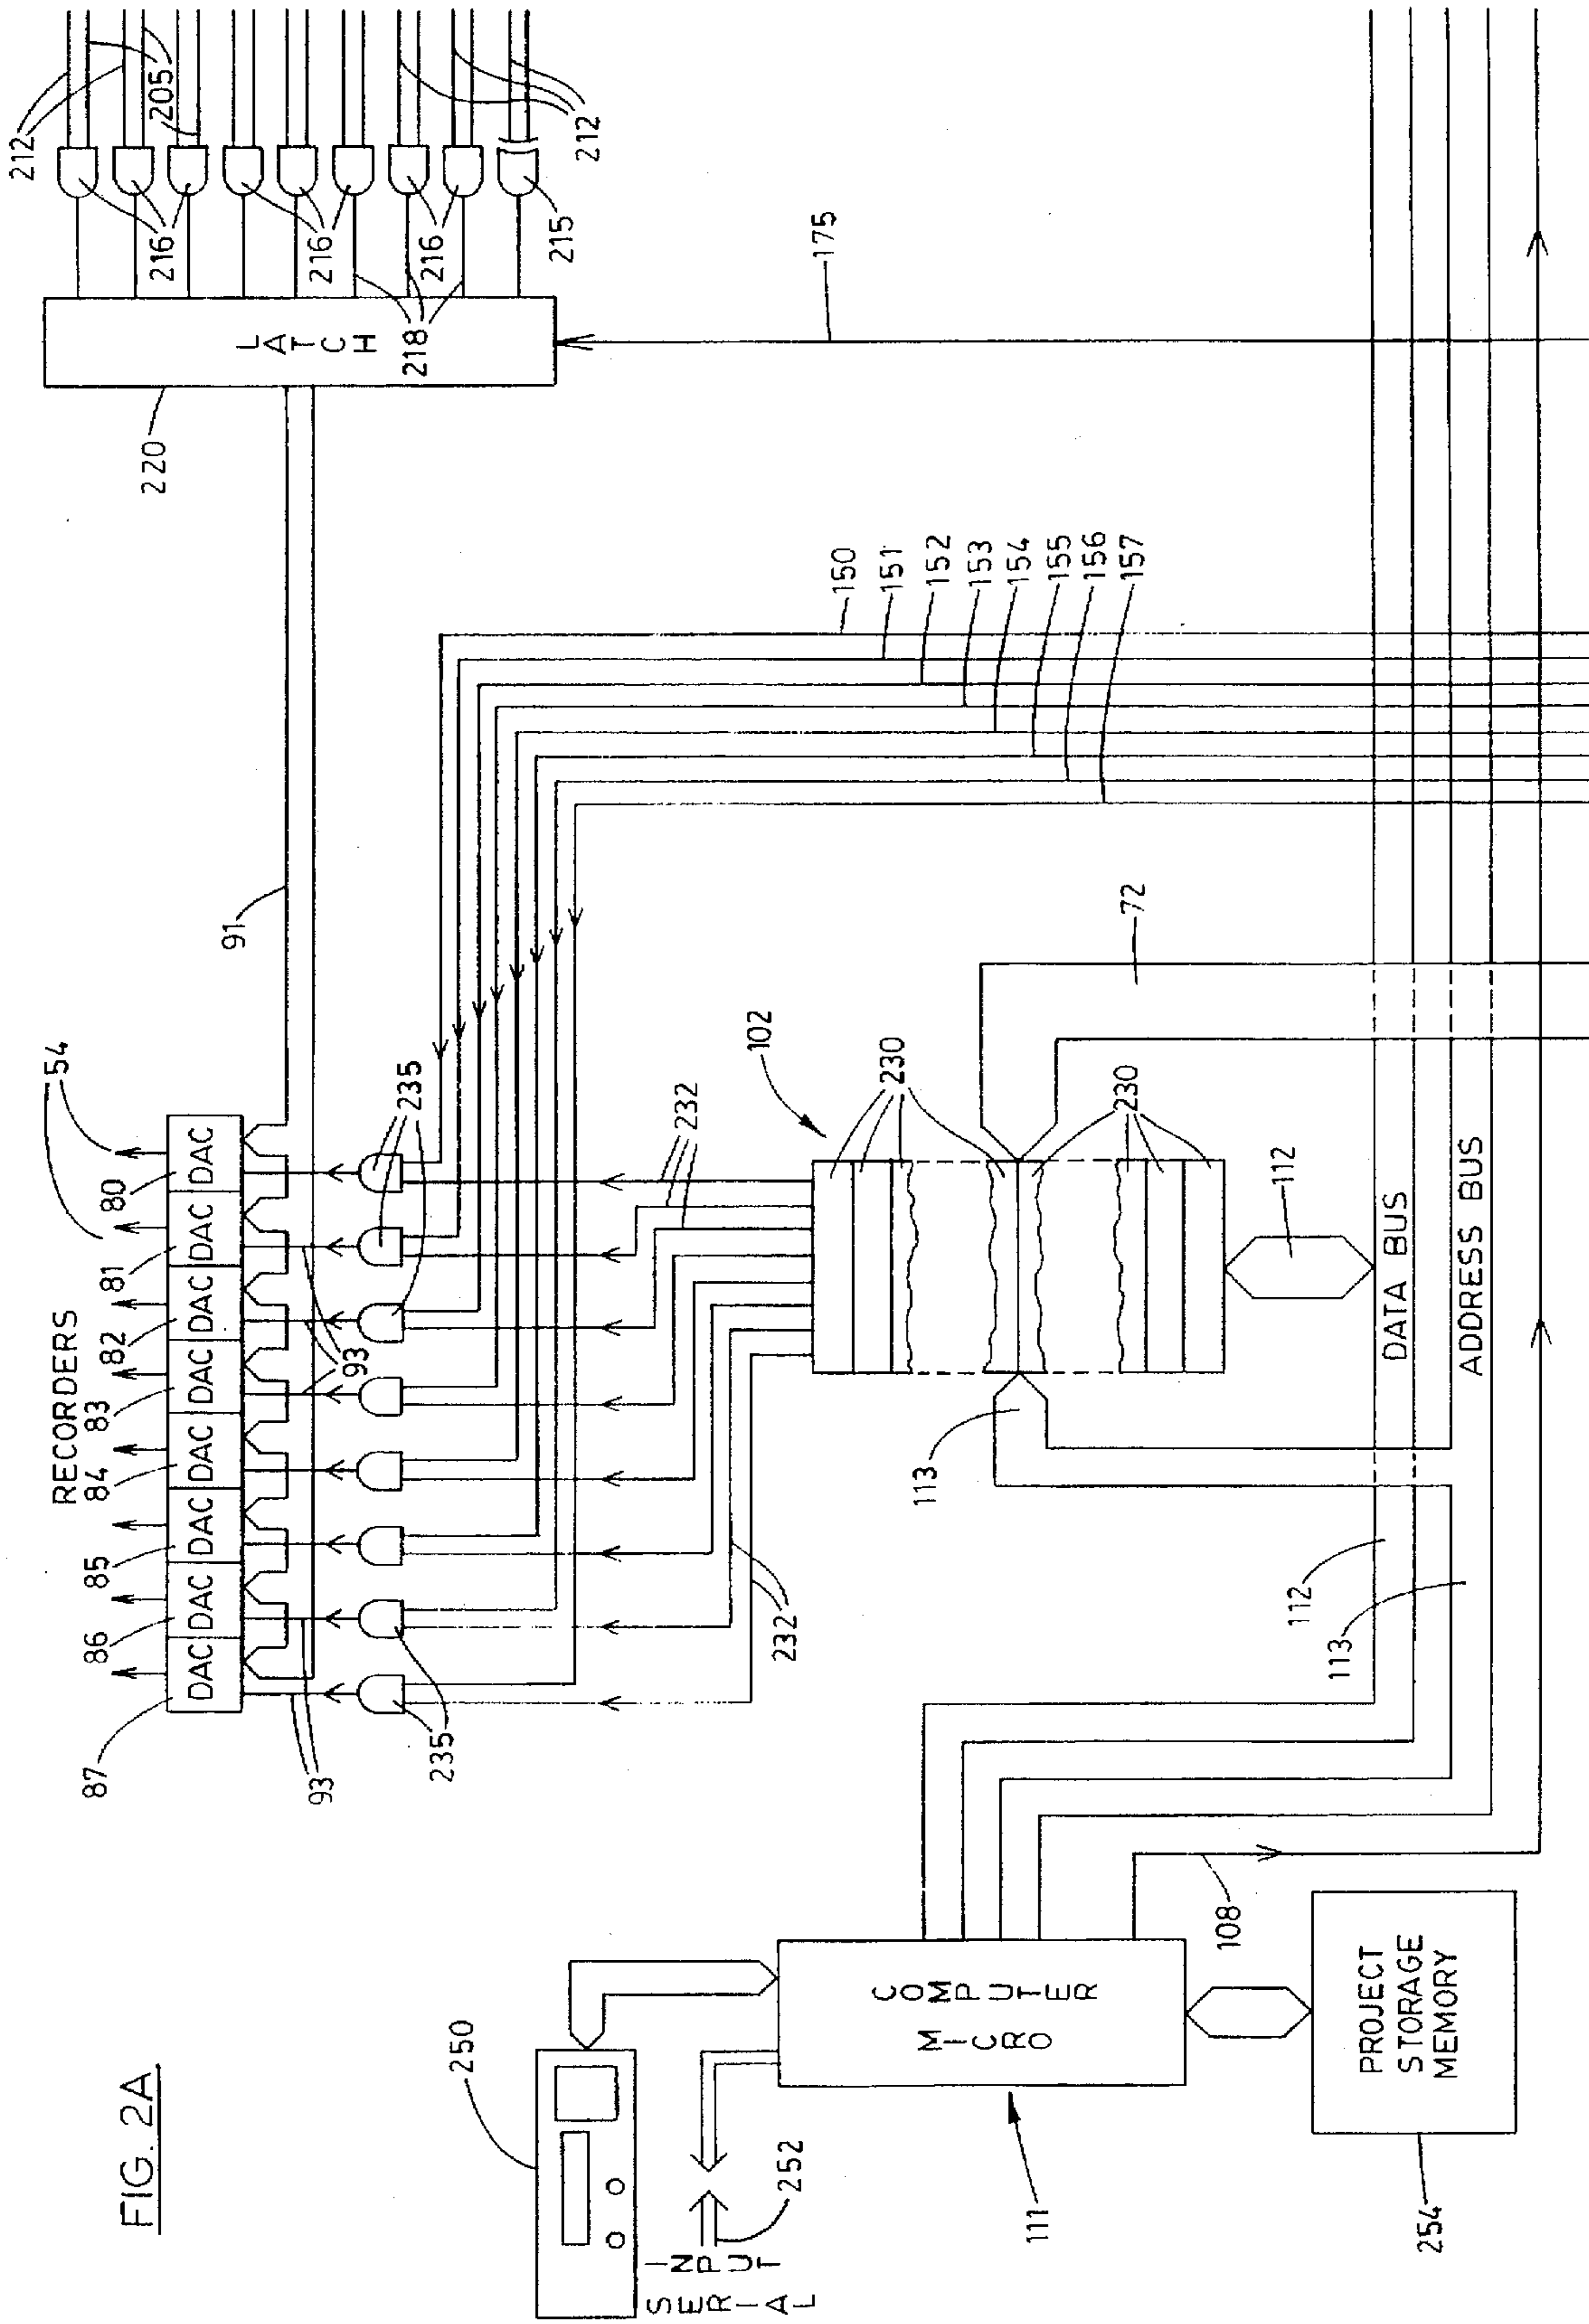 FIG. 2A
RECORDERS
87
86
85
84
83
82
81
80
54
DAC
DAC
DAC
DAC
DAC
DAC
DAC
DAC
93
93
93
235
235
235
91
220
LATCH
212
205
216
216
216
218
215
212
175
150
151
152
153
154
155
156
157
232
232
102
230
230
72
113
112
DATA BUS
ADDRESS BUS
112
113
108
250
SERIAL
INPUT
252
MICRO
COMPUTER
111
PROJECT
STORAGE
MEMORY
254